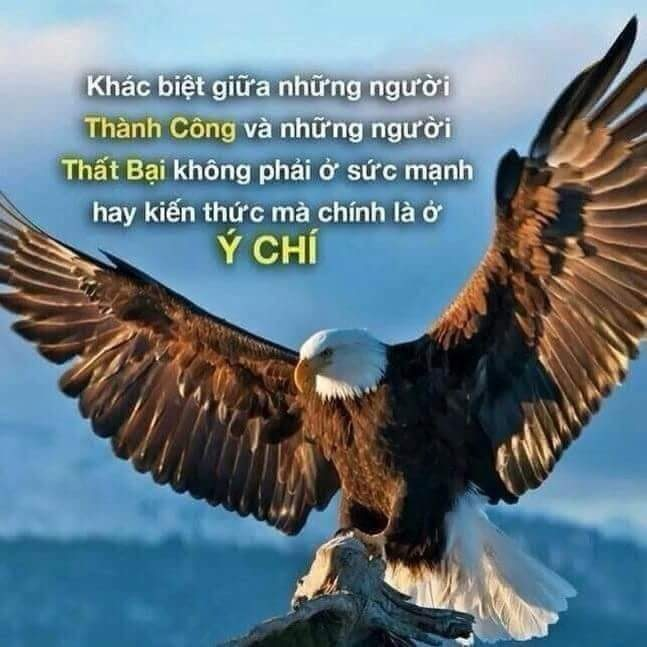 Khác biệt giữa những người
Thành Công và những người
Thất Bại không phải ở sức mạnh
hay kiến thức mà chính là ở
Ý CHÍ